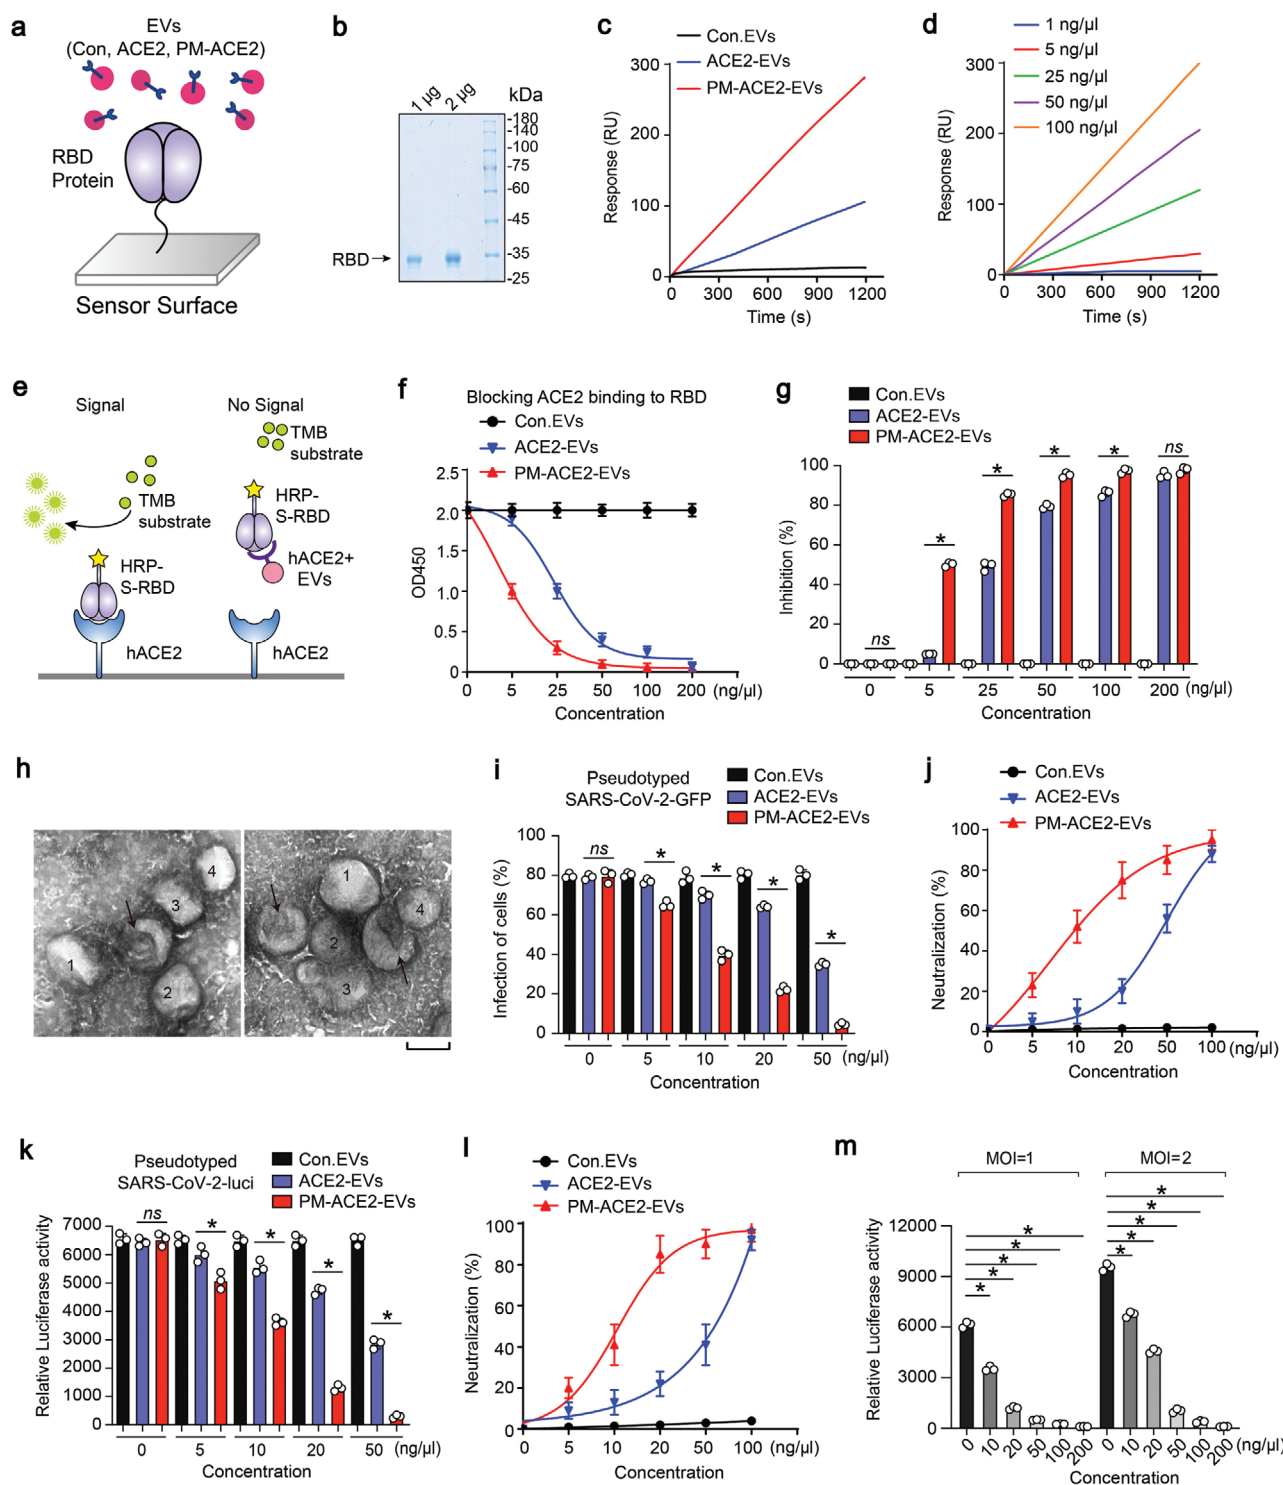 a
EVs
(Con, ACE2, PM-ACE2)
RBD
Protein
Sensor Surface
b
1 µg
2 µg
kDa
-180
-140
-100
-75
-60
-45
-35
-25
RBD
c
Con.EVs
ACE2-EVs
PM-ACE2-EVs
Response (RU)
300
200
100
0
0 300 600 900 1200
Time (s)
d
1 ng/µl
5 ng/µl
25 ng/µl
50 ng/µl
100 ng/µl
Response (RU)
300
200
100
0
0 300 600 900 1200
Time (s)
e
Signal
No Signal
TMB
substrate
TMB
substrate
HRP-
S-RBD
HRP-
S-RBD
hACE2+
EVs
hACE2
hACE2
f
Blocking ACE2 binding to RBD
Con.EVs
ACE2-EVs
PM-ACE2-EVs
OD450
2.5
2.0
1.5
1.0
0.5
0
0 5 25 50 100 200 (ng/µl)
Concentration
g
Con.EVs
ACE2-EVs
PM-ACE2-EVs
Inhibition (%)
100
80
60
40
20
0
ns * * * * ns
0 5 25 50 100 200 (ng/µl)
Concentration
h
1
2
3
4
1
2
3
4
i
Pseudotyped
SARS-CoV-2-GFP
Con.EVs
ACE2-EVs
PM-ACE2-EVs
Infection of cells (%)
100
80
60
40
20
0
ns * * * *
0 5 10 20 50 (ng/µl)
Concentration
j
Con.EVs
ACE2-EVs
PM-ACE2-EVs
Neutralization (%)
100
80
60
40
20
0
0 5 10 20 50 100 (ng/µl)
Concentration
k
Pseudotyped
SARS-CoV-2-luci
Con.EVs
ACE2-EVs
PM-ACE2-EVs
Relative Luciferase activity
7000
6000
5000
4000
3000
2000
1000
0
ns * * * *
0 5 10 20 50 (ng/µl)
Concentration
l
Con.EVs
ACE2-EVs
PM-ACE2-EVs
Neutralization (%)
100
80
60
40
20
0
0 5 10 20 50 100 (ng/µl)
Concentration
m
MOI=1 MOI=2
Relative Luciferase activity
12000
9000
6000
3000
0
* * * * *
* * * * *
0 10 20 50 100 200 0 10 20 50 100 200 (ng/µl)
Concentration